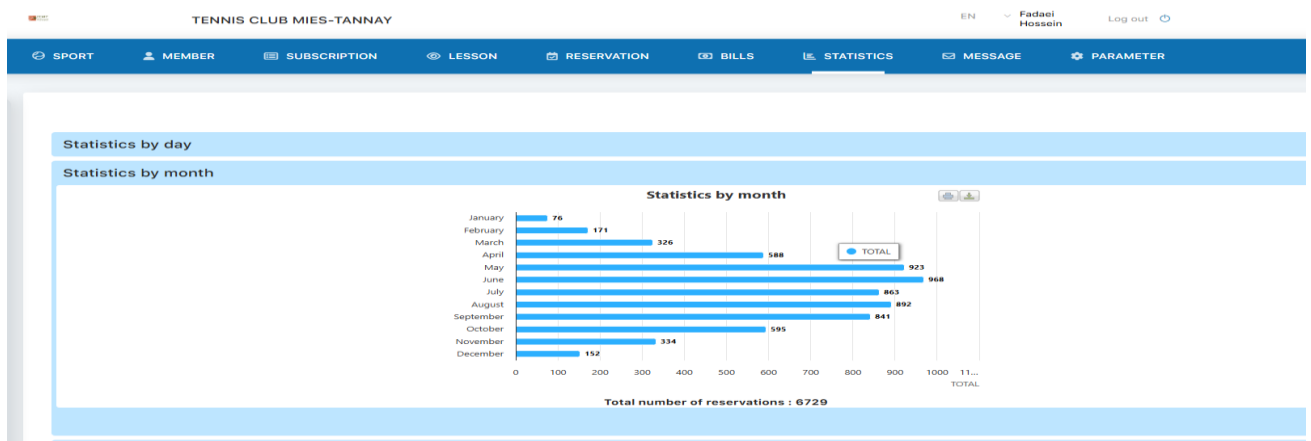 TENNIS CLUB MIES-TANNAY
EN
Fadaei
Hossein
Log out
SPORT MEMBER SUBSCRIPTION LESSON RESERVATION BILLS STATISTICS MESSAGE PARAMETER
Statistics by day
Statistics by month
Statistics by month
January 76
February 171
March 326
April 588
TOTAL
May 923
June 968
July 863
August 892
September 841
October 595
November 334
December 152
0 100 200 300 400 500 600 700 800 900 1000 11...
TOTAL
Total number of reservations : 6729